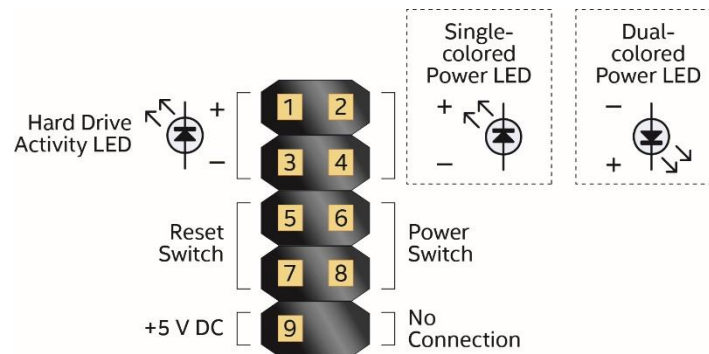 Single-
colored
Power LED
Dual-
colored
Power LED
+
−
−
+
Hard Drive
Activity LED
+
−
1 2
3 4
5 6
7 8
9
Reset
Switch
Power
Switch
+5 V DC
No
Connection